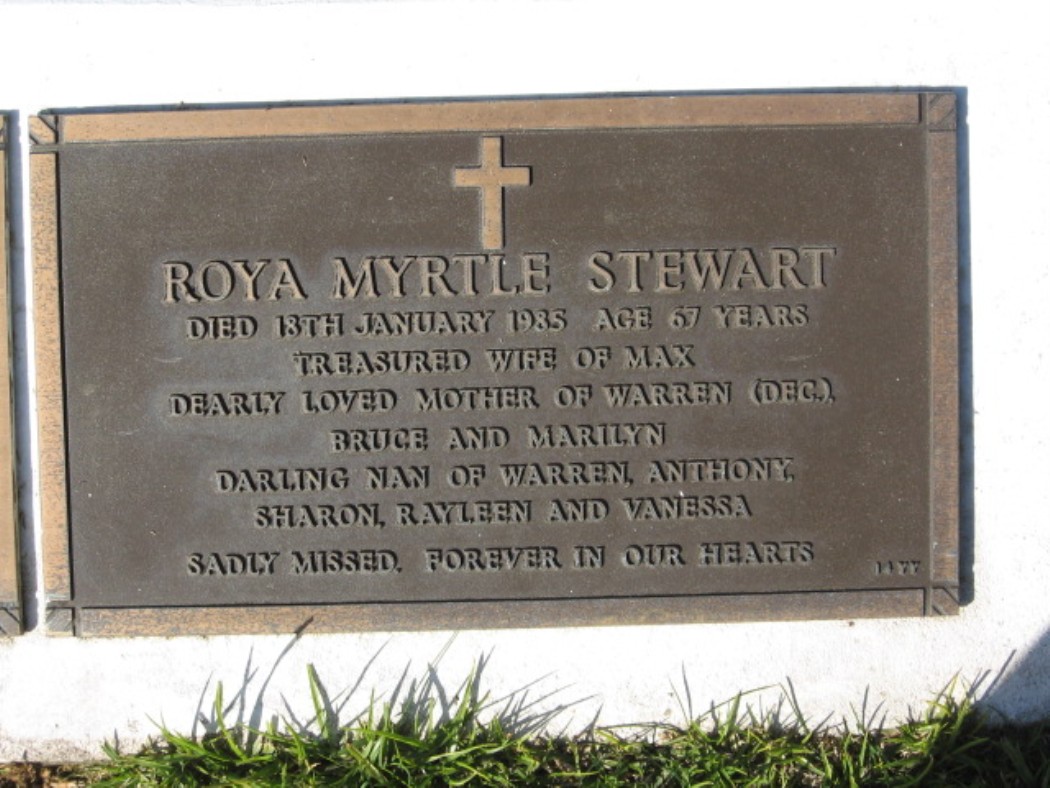 ROYA MYRTLE STEWART
DIED 18TH JANUARY 1985 AGE 67 YEARS
TREASURED WIFE OF MAX
DEARLY LOVED MOTHER OF WARREN (DEC.),
BRUCE AND MARILYN
DARLING NAN OF WARREN, ANTHONY,
SHARON, RAYLEEN AND VANESSA
SADLY MISSED, FOREVER IN OUR HEARTS
1477